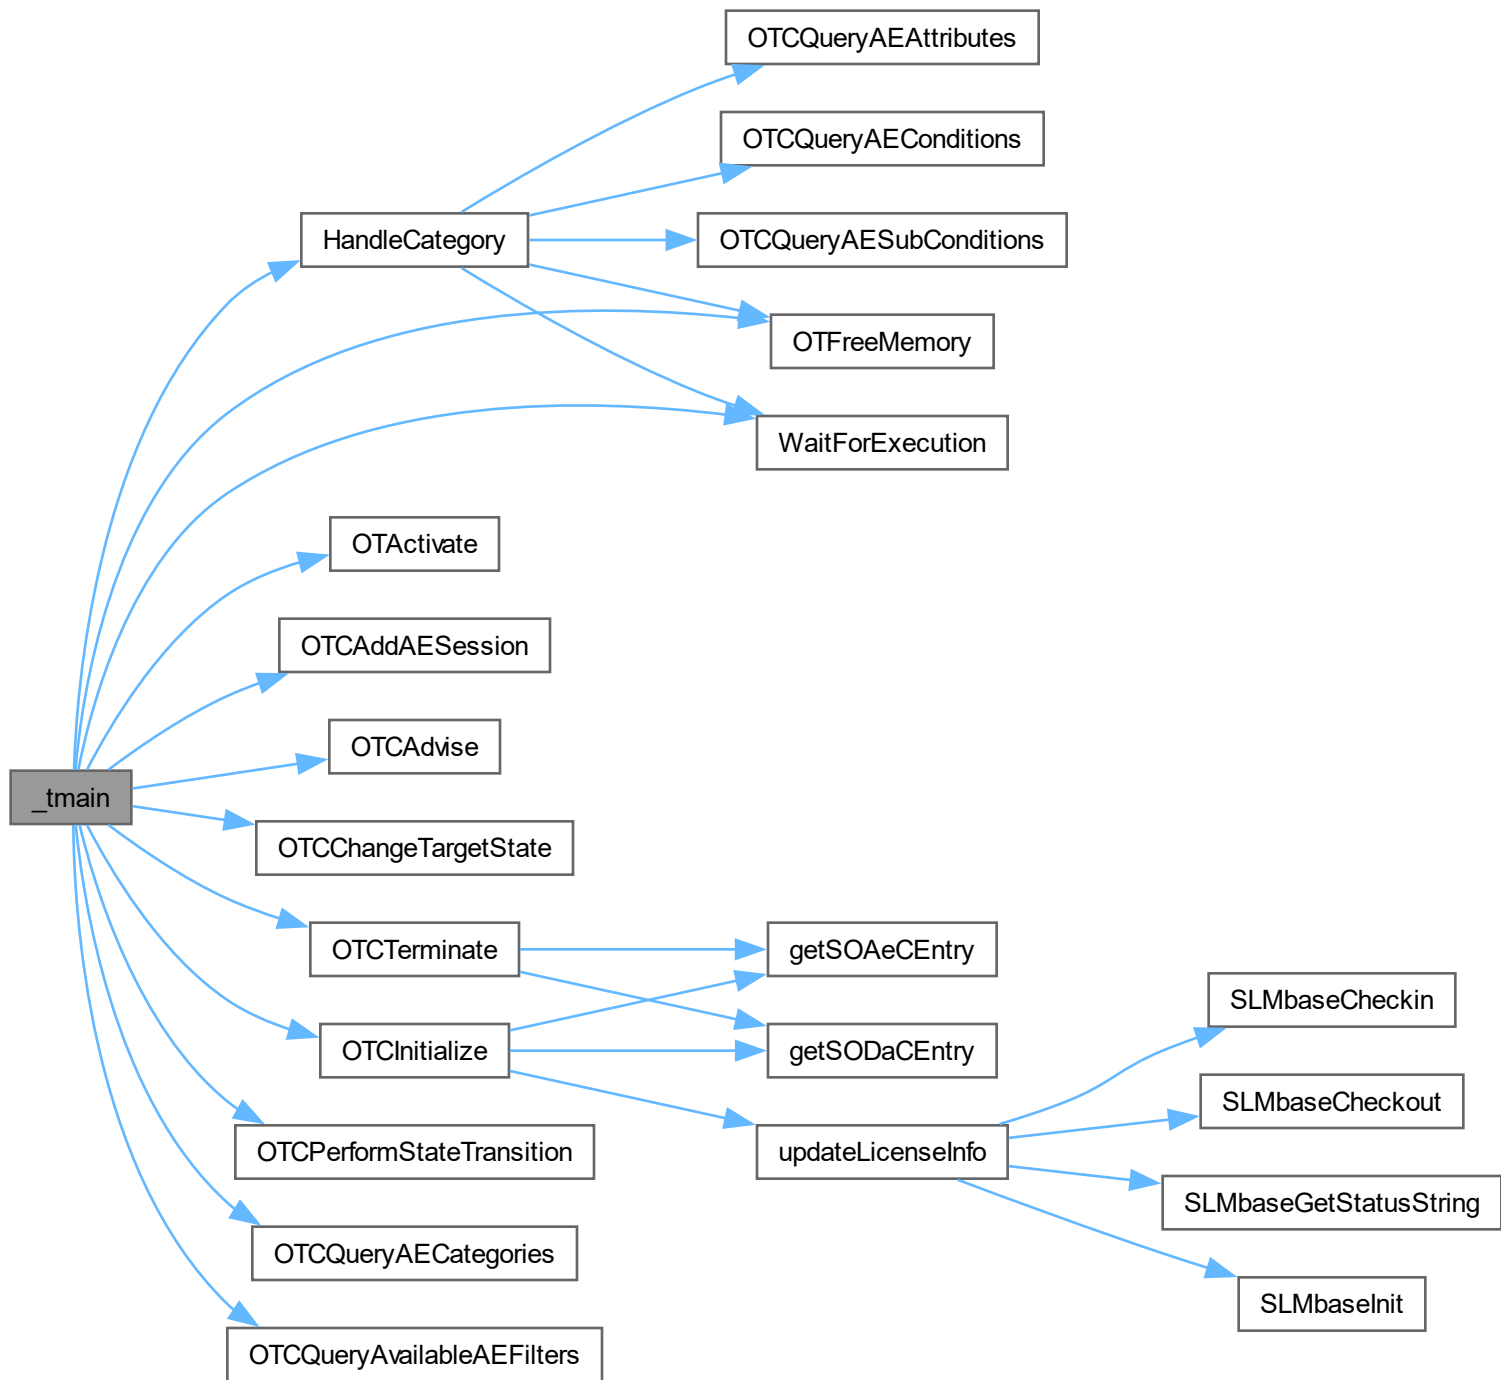 OTCQueryAEAttributes
OTCQueryAEConditions
HandleCategory
OTCQueryAESubConditions
OTFreeMemory
WaitForExecution
OTActivate
OTCAddAESession
OTCAdvise
_tmain
OTCChangeTargetState
OTCTerminate
getSOAeCEntry
SLMbaseCheckin
OTCInitialize
getSODaCEntry
SLMbaseCheckout
OTCPerformStateTransition
updateLicenseInfo
SLMbaseGetStatusString
OTCQueryAECategories
SLMbaseInit
OTCQueryAvailableAEFilters